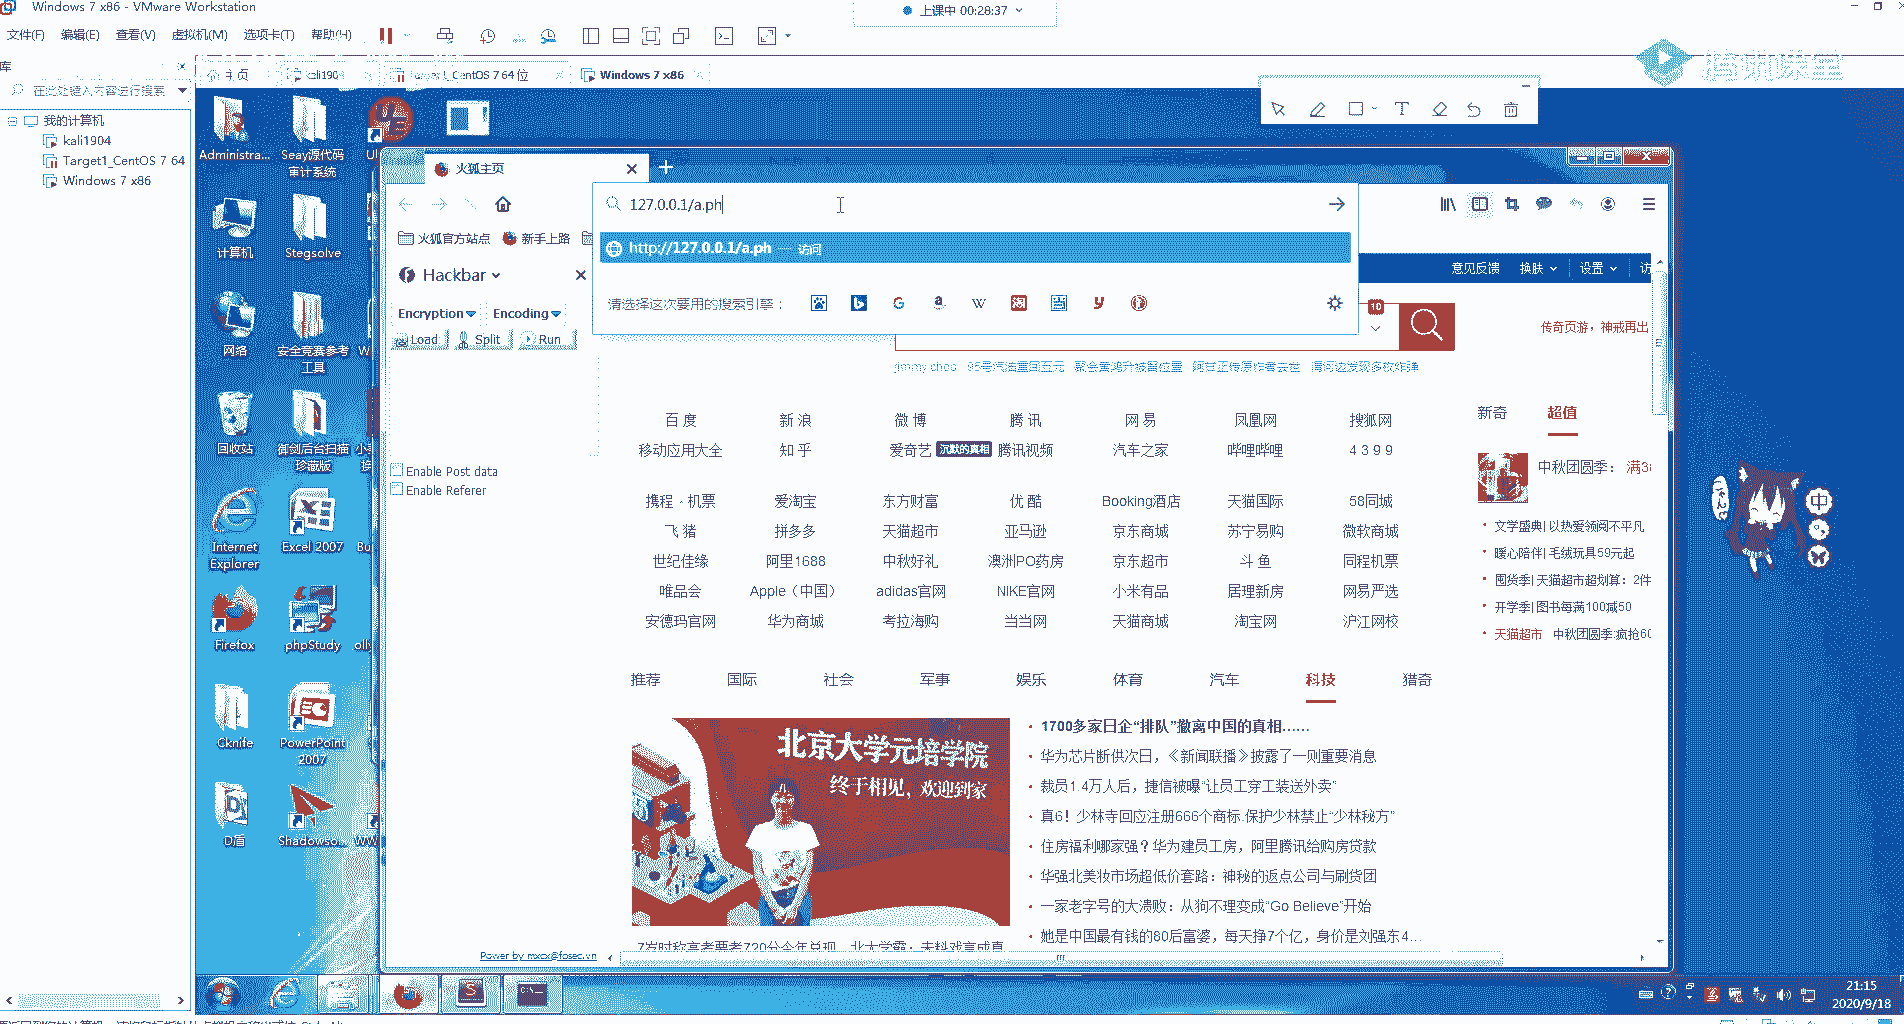 Windows 7 x86 - VMware Workstation
上课中 00:28:37
文件(F) 编辑(E) 查看(V) 虚拟机(M) 选项卡(T) 帮助(H)
库
主页
kali1904
Target1_CentOS 7 64 位
Windows 7 x86
腾讯课堂
在此处键入内容进行搜索
我的计算机
kali1904
Target1_CentOS 7 64
Windows 7 x86
Administra...
Seay源代码审计系统
计算机
Stegsolve
网络
安全竞赛参考工具
回收站
御剑后台扫描珍藏版
Internet Explorer
Excel 2007
Firefox
phpStudy
Cknife
PowerPoint 2007
D盾
Shadowso...
火狐主页
127.0.0.1/a.ph
http://127.0.0.1/a.ph — 访问
请选择这次要用的搜索引擎：
火狐官方站点
新手上路
Hackbar
Encryption Encoding
Load Split Run
Enable Post data
Enable Referer
意见反馈 换肤 设置
10
传奇页游，神戒再出
百度 新浪 微博 腾讯 网易 凤凰网 搜狐网
移动应用大全 知乎 爱奇艺 沉默的真相 腾讯视频 汽车之家 哔哩哔哩 4399
携程·机票 爱淘宝 东方财富 优酷 Booking酒店 天猫国际 58同城
飞猪 拼多多 天猫超市 亚马逊 京东商城 苏宁易购 微软商城
世纪佳缘 阿里1688 中秋好礼 澳洲PO药房 京东超市 斗鱼 同程机票
唯品会 Apple（中国） adidas官网 NIKE官网 小米有品 居理新房 网易严选
安德玛官网 华为商城 考拉海购 当当网 天猫商城 淘宝网 沪江网校
新奇 超值
中秋团圆季： 满3
文学盛典| 以热爱领阅不平凡
暖心陪伴| 毛绒玩具59元起
囤货季| 天猫超市超划算：2件
开学季| 图书每满100减50
天猫超市 中秋团圆季:疯抢60
推荐 国际 社会 军事 娱乐 体育 汽车 科技 猎奇
北京大学元培学院
终于相见，欢迎到家
1700多家日企“排队”撤离中国的真相……
华为芯片断供次日，《新闻联播》披露了一则重要消息
裁员1.4万人后，捷信被曝“让员工穿工装送外卖”
真6！少林寺回应注册666个商标:保护少林禁止“少林秘方”
住房福利哪家强？华为建员工房，阿里腾讯给购房贷款
华强北美妆市场超低价套路：神秘的返点公司与刷货团
一家老字号的大溃败：从狗不理变成“Go Believe”开始
她是中国最有钱的80后富婆，每天挣7个亿，身价是刘强东4...
Power by mxcx@fosec.vn
中
21:15
2020/9/18